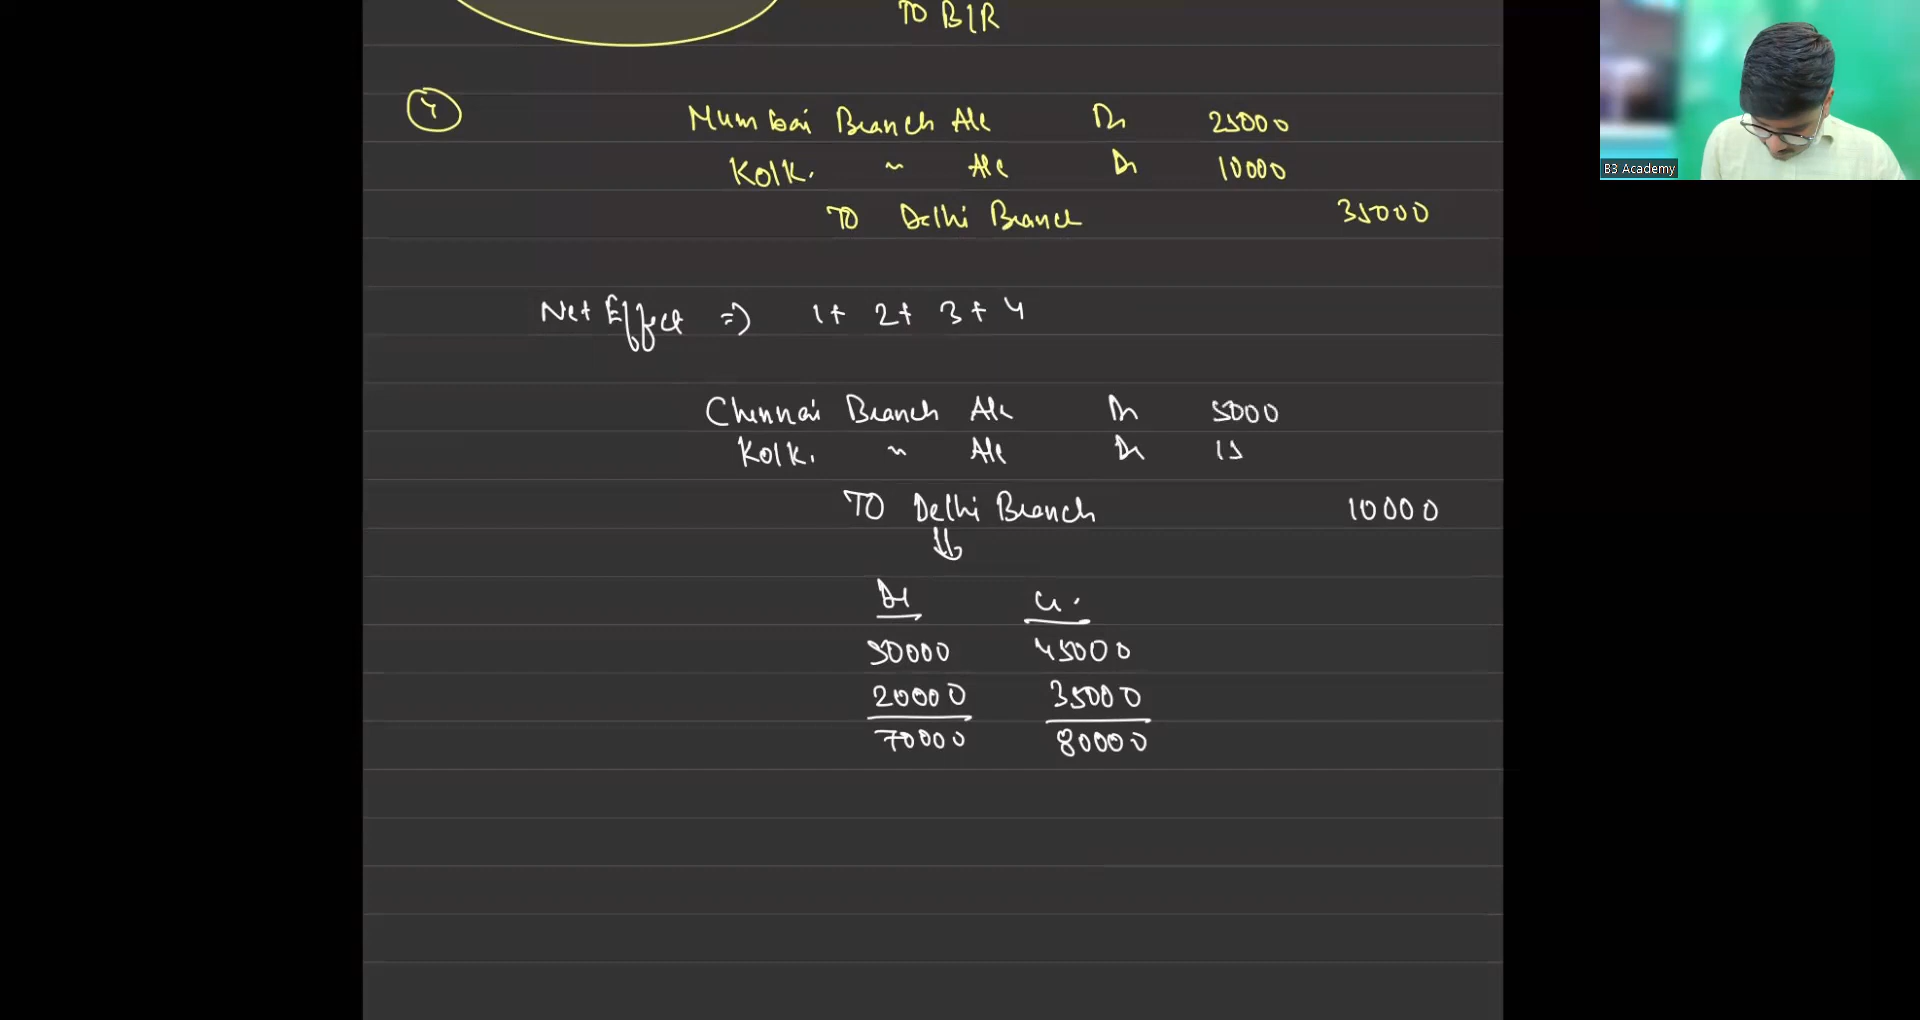 TO B/R
4
Mumbai Branch A/c Dr 25000
Kolk. " A/c Dr 10000
TO Delhi Branch 35000
Net Effect => 1+ 2+ 3+ 4
Chennai Branch A/c Dr 5000
Kolk. " A/c Dr 15
TO Delhi Branch 10000
Dr Cr.
50000 45000
20000 35000
70000 80000
B3 Academy